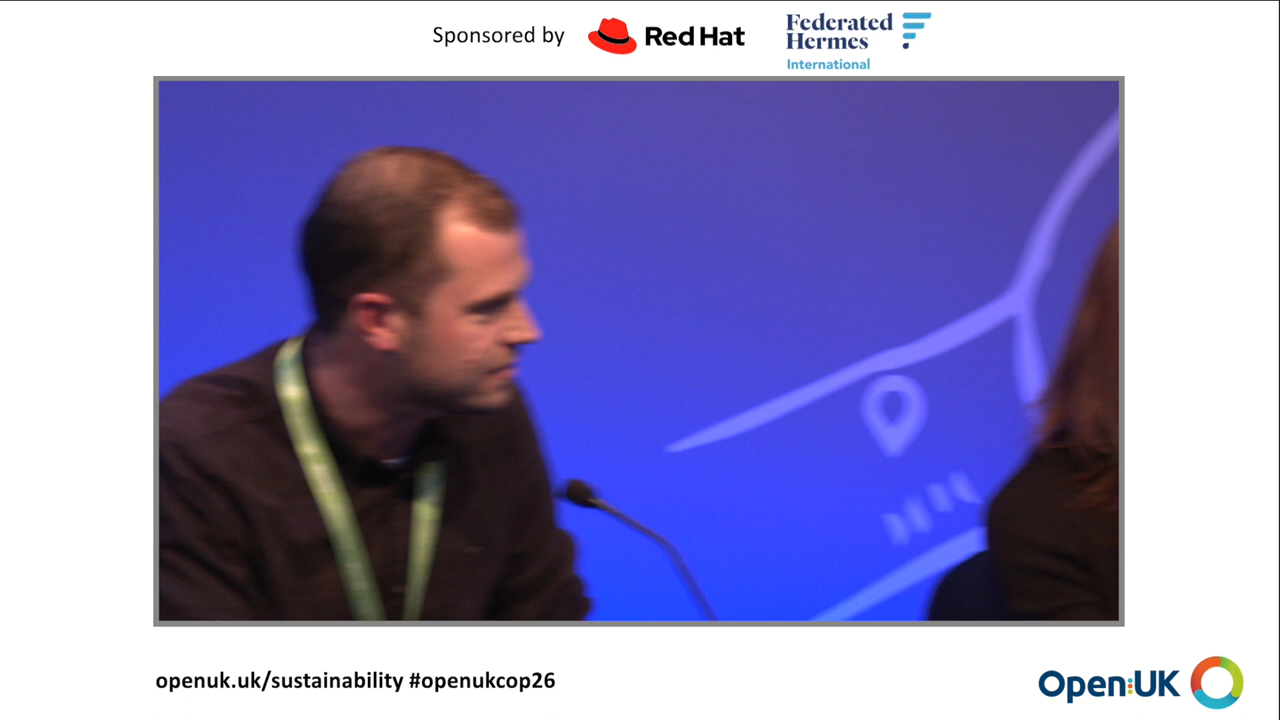 Sponsored by
Red Hat
Federated
Hermes
International
openuk.uk/sustainability #openukcop26
Open:UK